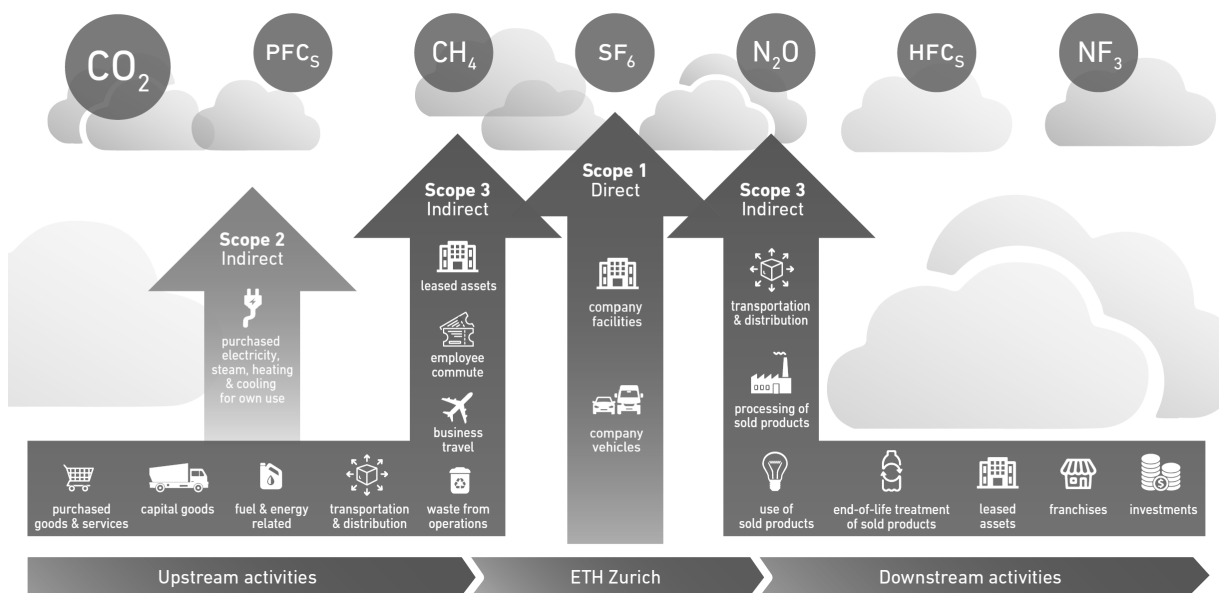 CO₂
PFCs
CH₄
SF₆
N₂O
HFCs
NF₃
Scope 2
Indirect
purchased
electricity,
steam, heating
& cooling
for own use
Scope 3
Indirect
leased assets
employee
commute
business
travel
purchased
goods & services
capital goods
fuel & energy
related
transportation
& distribution
waste from
operations
Scope 1
Direct
company
facilities
company
vehicles
Scope 3
Indirect
transportation
& distribution
processing of
sold products
use of
sold products
end-of-life treatment
of sold products
leased
assets
franchises
$
investments
Upstream activities
ETH Zurich
Downstream activities